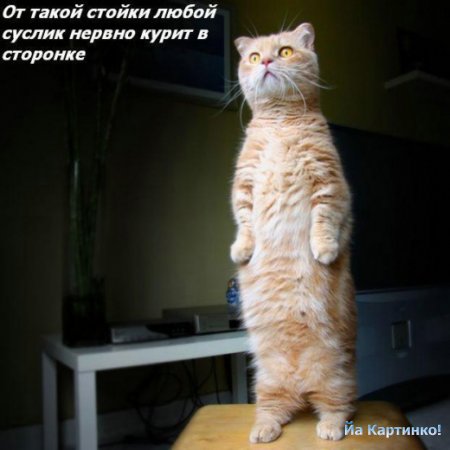 От такой стойки любой
суслик нервно курит в
сторонке
Йа Картинко!